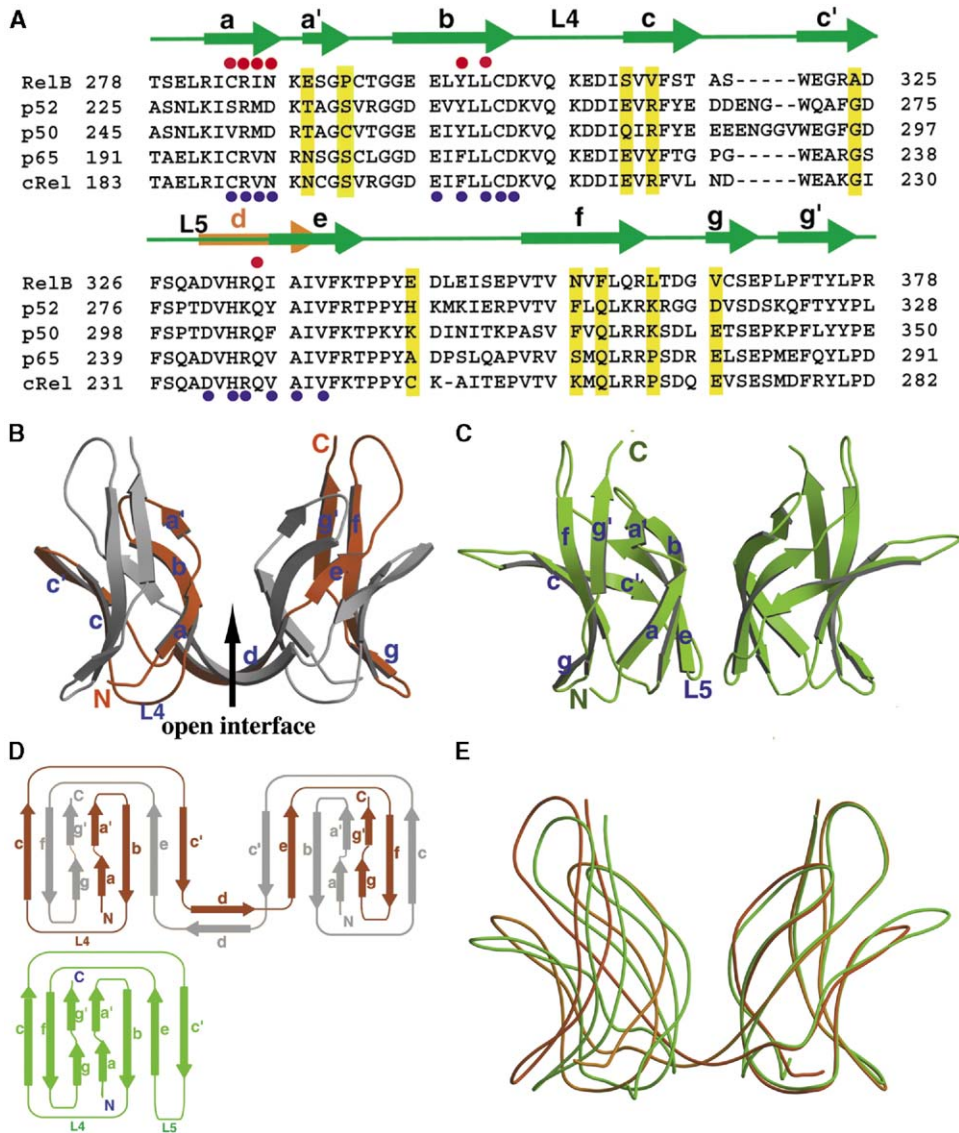 A
a a' b L4 c c'
RelB 278 TSELRICRIN KESGPCTGGE ELYLLCDKVQ KEDISVVFST AS-----WEGRAD 325
p52 225 ASNLKISRMD KTAGSVRGGD EVYLLCDKVQ KDDIEVRFYE DDENG--WQAFGD 275
p50 245 ASNLKIVRMD RTAGCVTGGE EIYLLCDKVQ KDDIQIRFYE EEENGGVWEGFGD 297
p65 191 TAELKICRVN RNSGSCLGGD EIFLLCDKVQ KEDIEVYFTG PG-----WEARGS 238
cRel 183 TAELRICRVN KNCGSVRGGD EIFLLCDKVQ KDDIEVRFVL ND-----WEAKGI 230
L5 d e f g g'
RelB 326 FSQADVHRQI AIVFKTPPYE DLEISEPVTV NVFLQRLTDG VCSEPLPFTYLPR 378
p52 276 FSPTDVHKQY AIVFRTPPYH KMKIERPVTV FLQLKRKRGG DVSDSKQFTYYPL 328
p50 298 FSPTDVHRQF AIVFKTPKYK DINITKPASV FVQLRRKSDL ETSEPKPFLYYPE 350
p65 239 FSQADVHRQV AIVFRTPPYA DPSLQAPVRV SMQLRRPSDR ELSEPMEFQYLPD 291
cRel 231 FSQADVHRQV AIVFKTPPYC K-AITEPVTV KMQLRRPSDQ EVSESMDFRYLPD 282
B
C
a' g' f
b e
c'
c a d g
N
L4
open interface
C
C
f g' a' b
c c'
a e
g
N L5
D
C C
c f g' a' b e c' c' e b a' g' f c
g a a g
N d N
L4 d
C
c f g' a' b e c'
g a
N
L4 L5
E